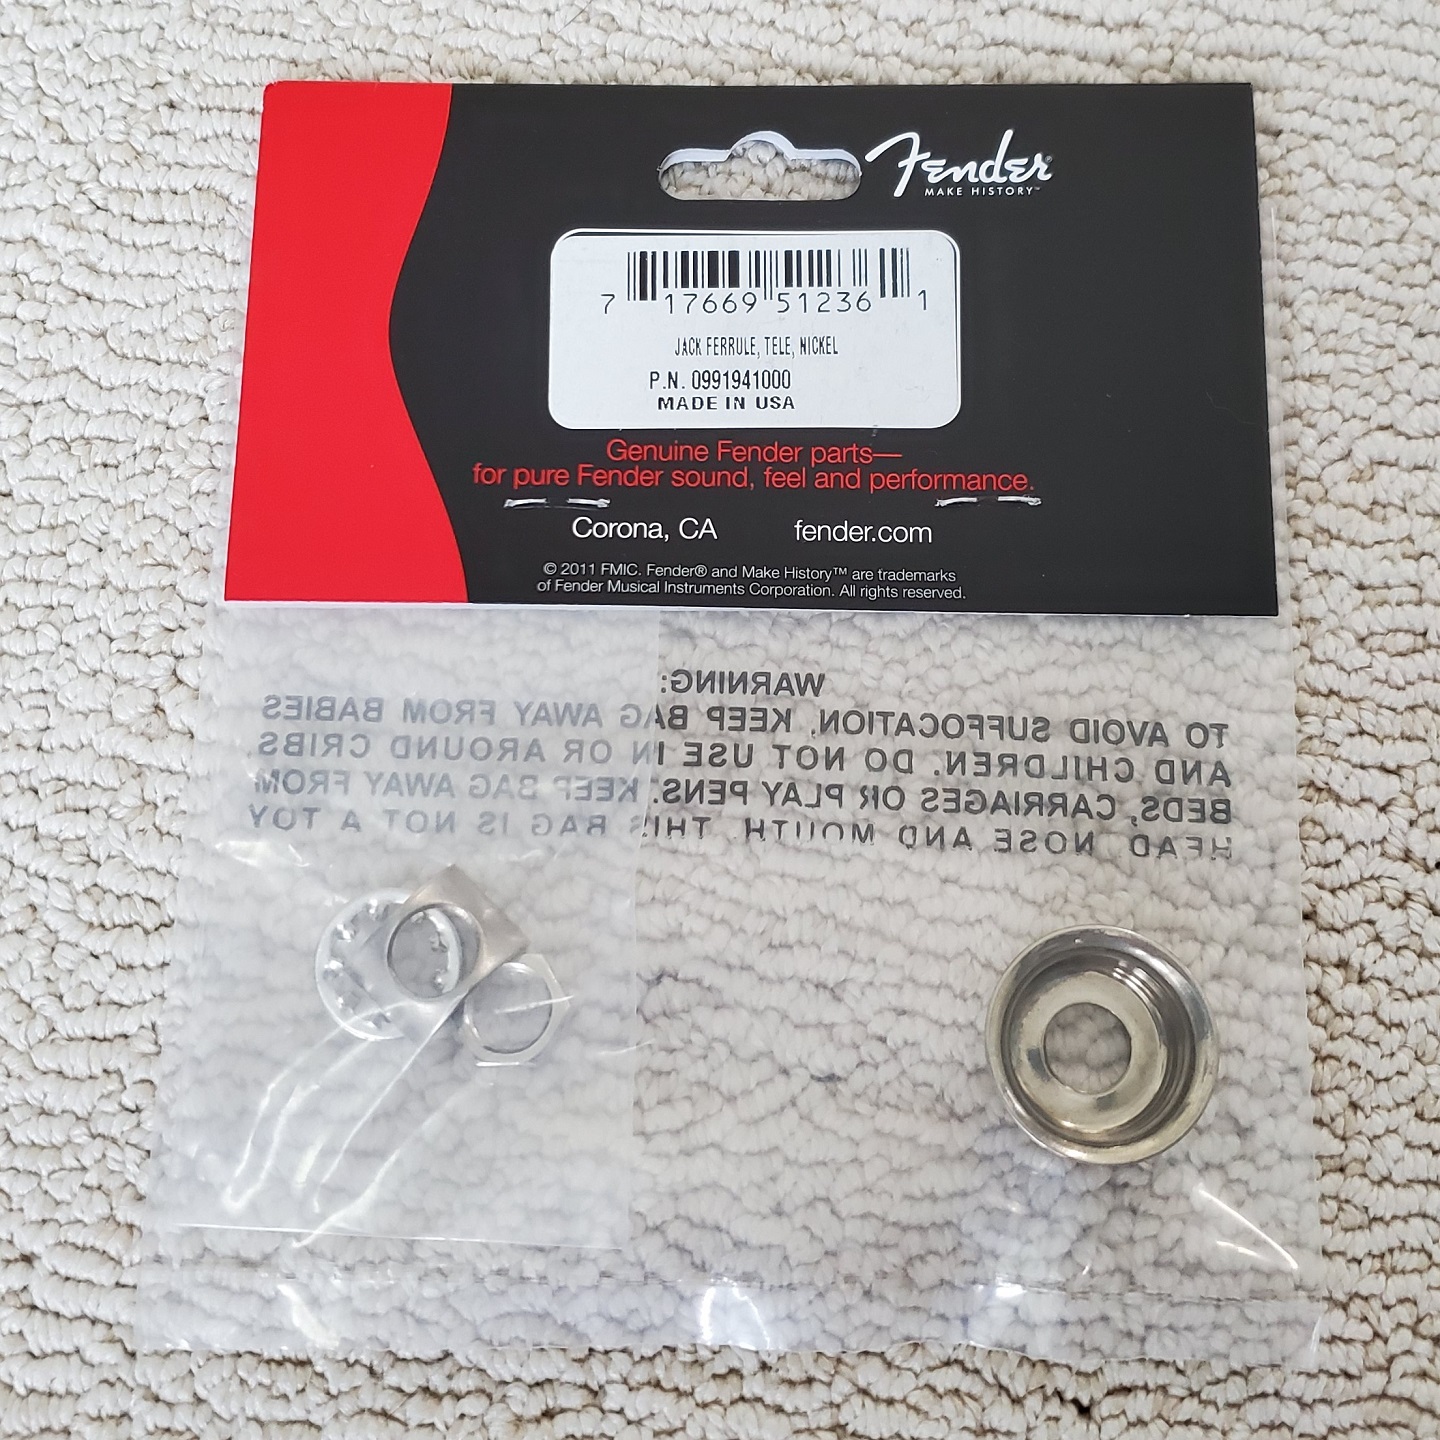 Fender®
MAKE HISTORY™
7 17669 51236 1
JACK FERRULE, TELE, NICKEL
P.N. 0991941000
MADE IN USA
Genuine Fender parts—
for pure Fender sound, feel and performance.
Corona, CA fender.com
© 2011 FMIC. Fender® and Make History™ are trademarks
of Fender Musical Instruments Corporation. All rights reserved.
WARNING:
TO AVOID SUFFOCATION, KEEP BAG AWAY FROM BABIES
AND CHILDREN. DO NOT USE IN OR AROUND CRIBS
BEDS, CARRIAGES OR PLAY PENS. KEEP BAG AWAY FROM
HEAD, NOSE AND MOUTH. THIS BAG IS NOT A TOY